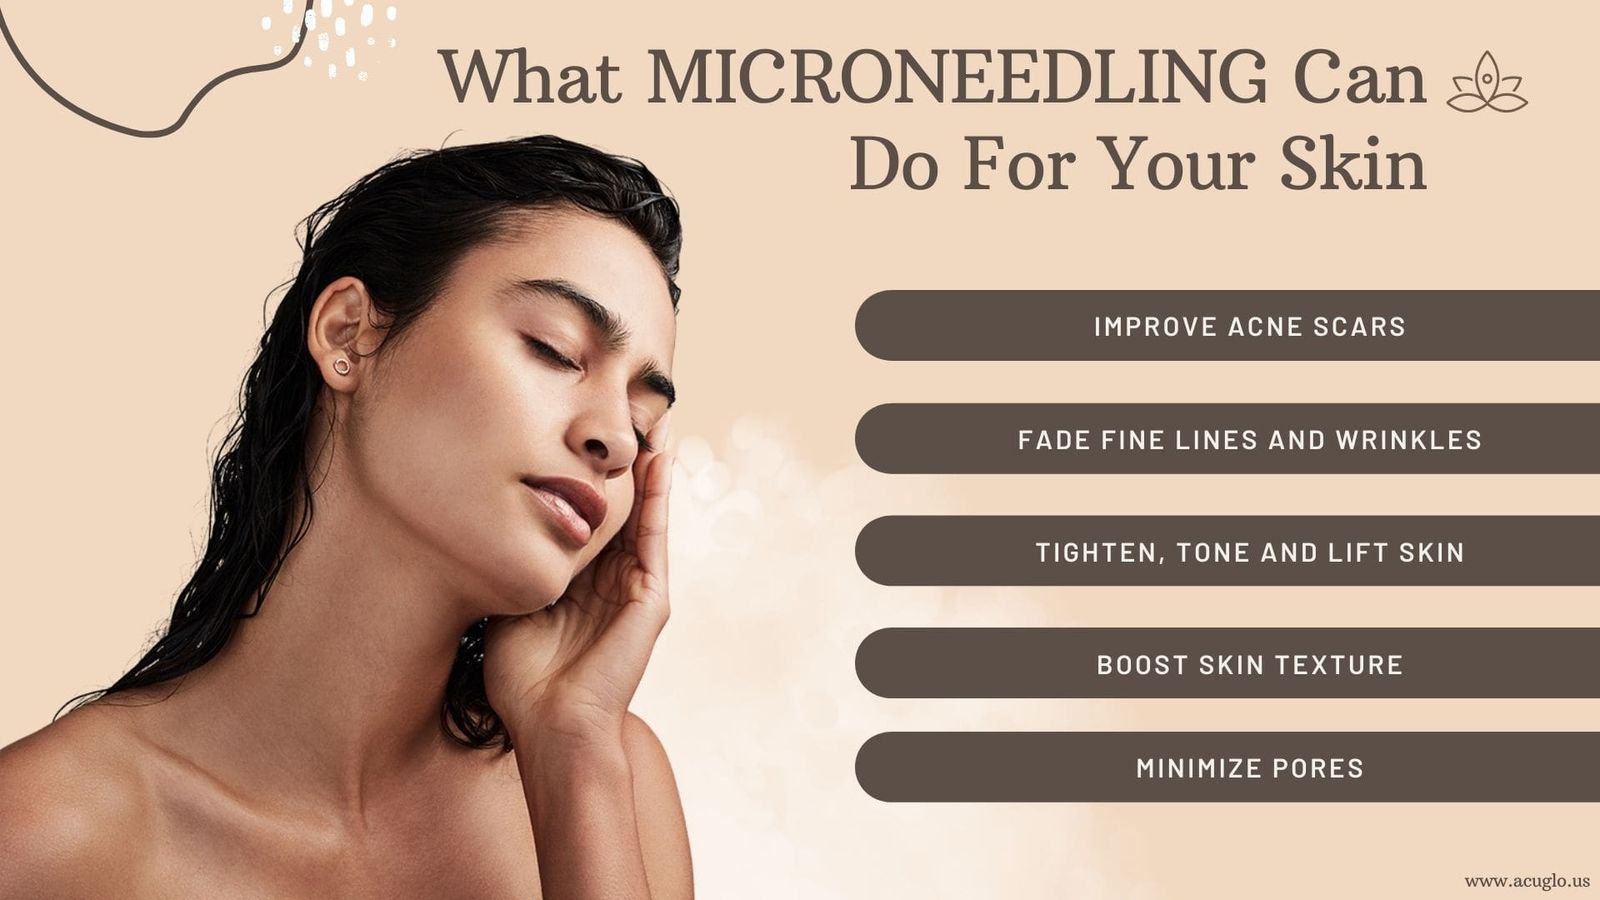 What MICRONEEDLING Can
Do For Your Skin
IMPROVE ACNE SCARS
FADE FINE LINES AND WRINKLES
TIGHTEN, TONE AND LIFT SKIN
BOOST SKIN TEXTURE
MINIMIZE PORES
www.acuglo.us